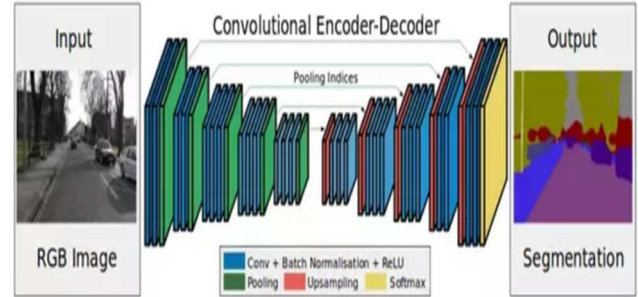 Input
RGB Image
Convolutional Encoder-Decoder
Pooling Indices
Conv + Batch Normalisation + ReLU
Pooling Upsampling Softmax
Output
Segmentation